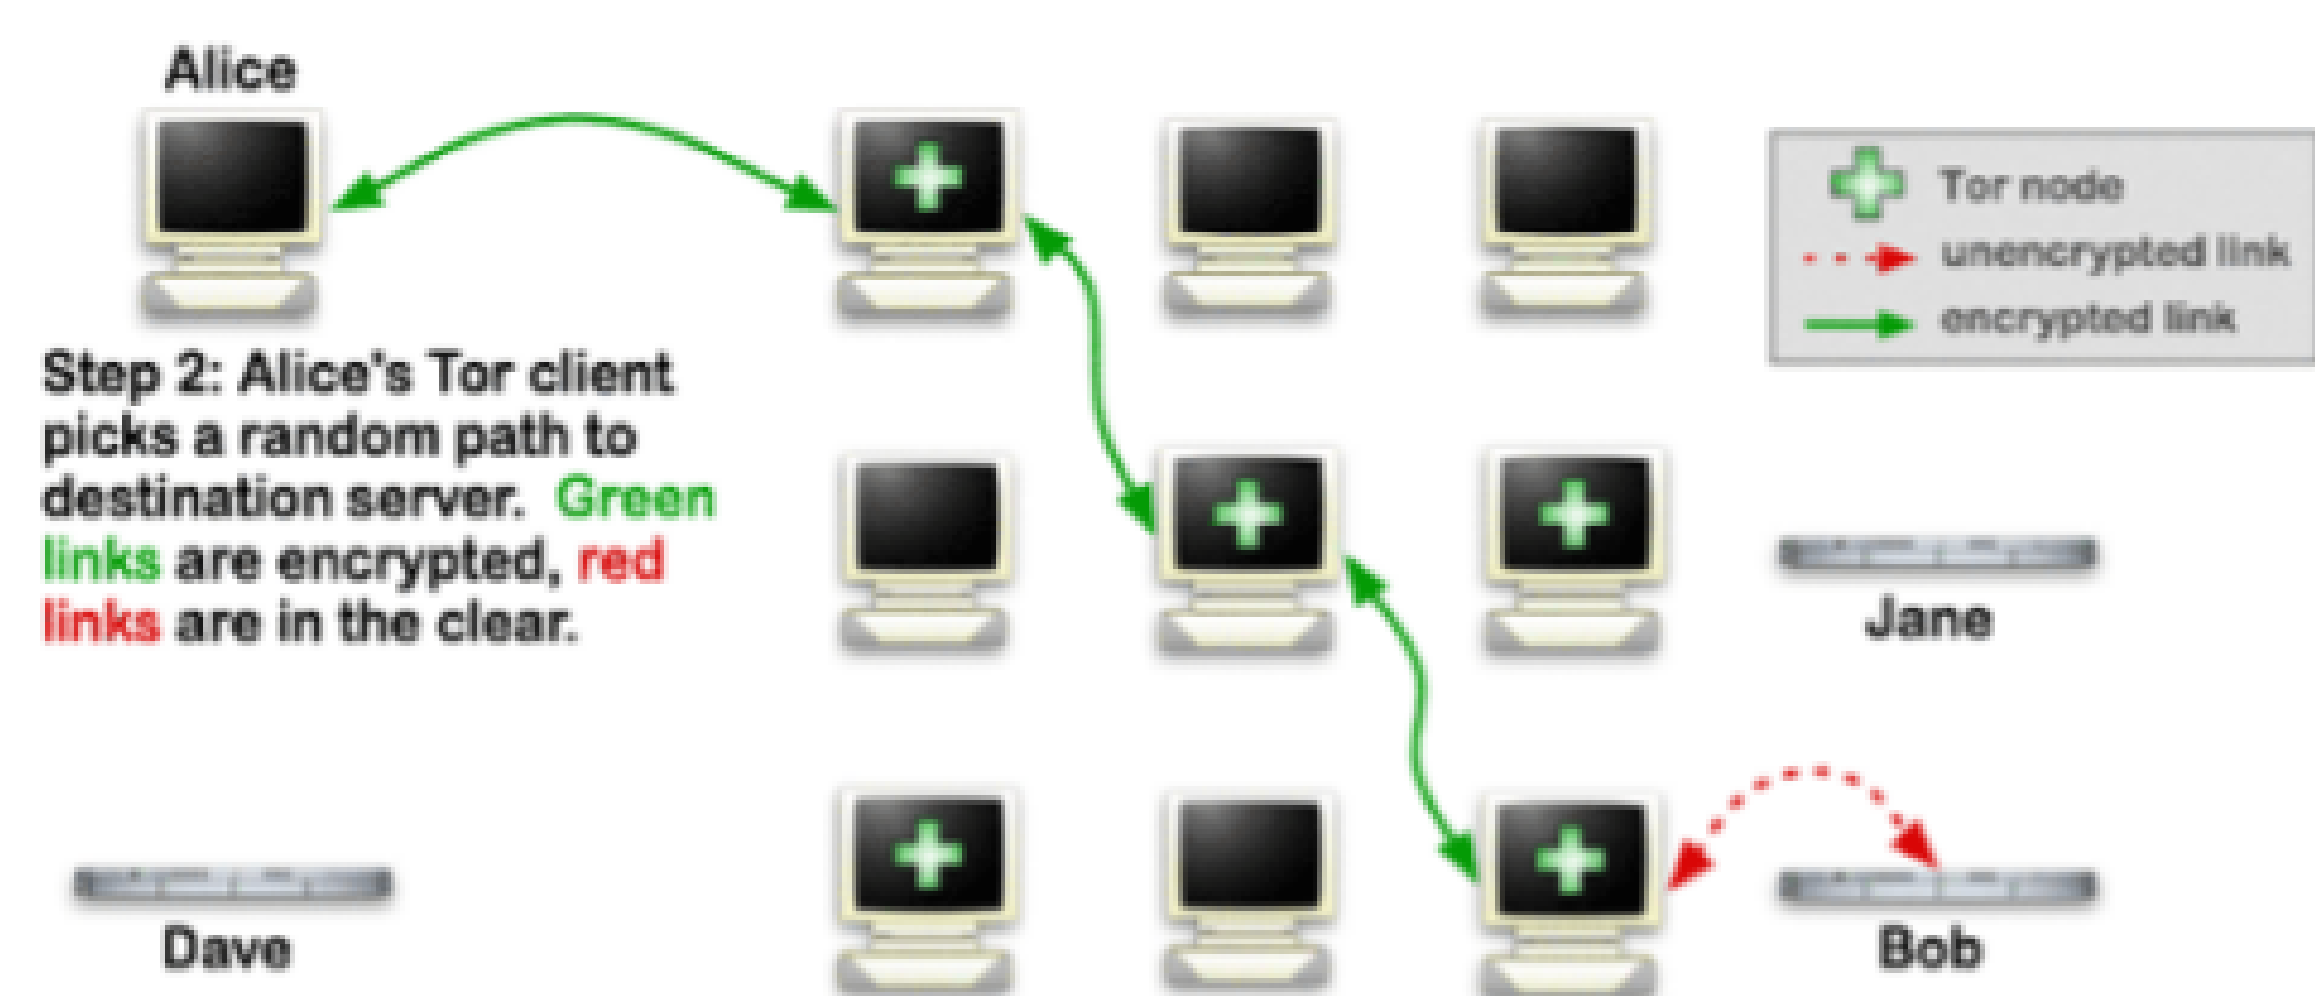 Alice
Tor node
unencrypted link
encrypted link
Step 2: Alice's Tor client
picks a random path to
destination server. Green
links are encrypted, red
links are in the clear.
Jane
Dave
Bob